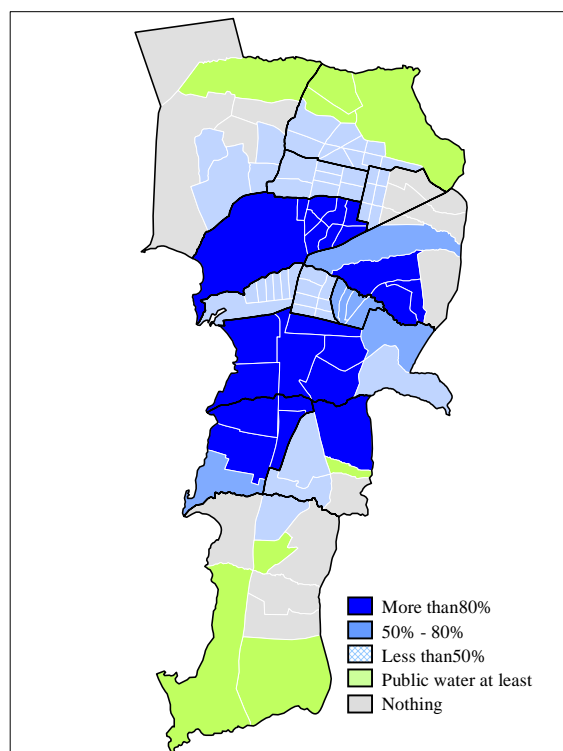 More than80%
50% - 80%
Less than50%
Public water at least
Nothing